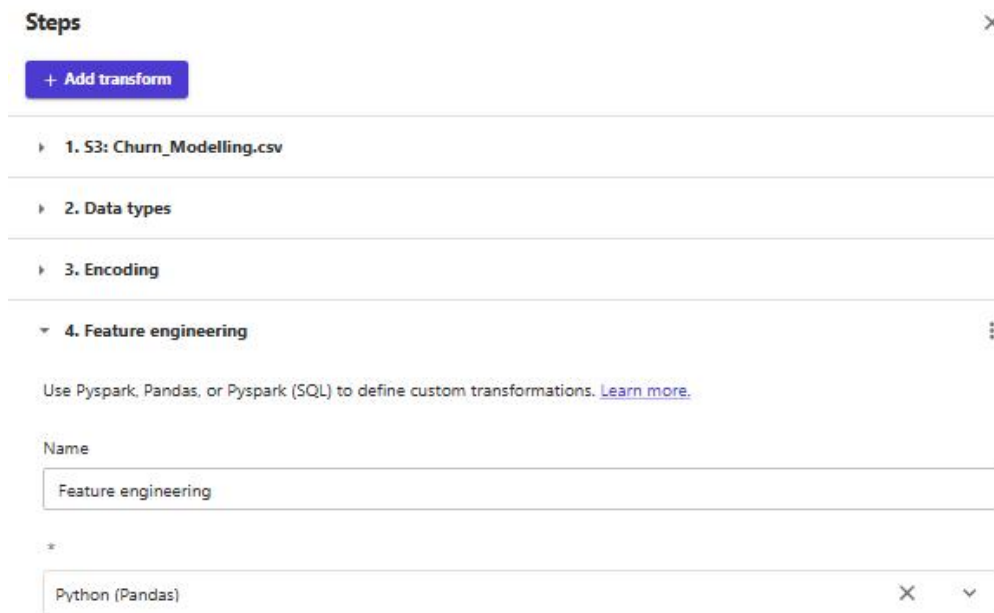 Steps
+ Add transform
1. S3: Churn_Modelling.csv
2. Data types
3. Encoding
4. Feature engineering
Use Pyspark, Pandas, or Pyspark (SQL) to define custom transformations. Learn more.
Name
Feature engineering
*
Python (Pandas)